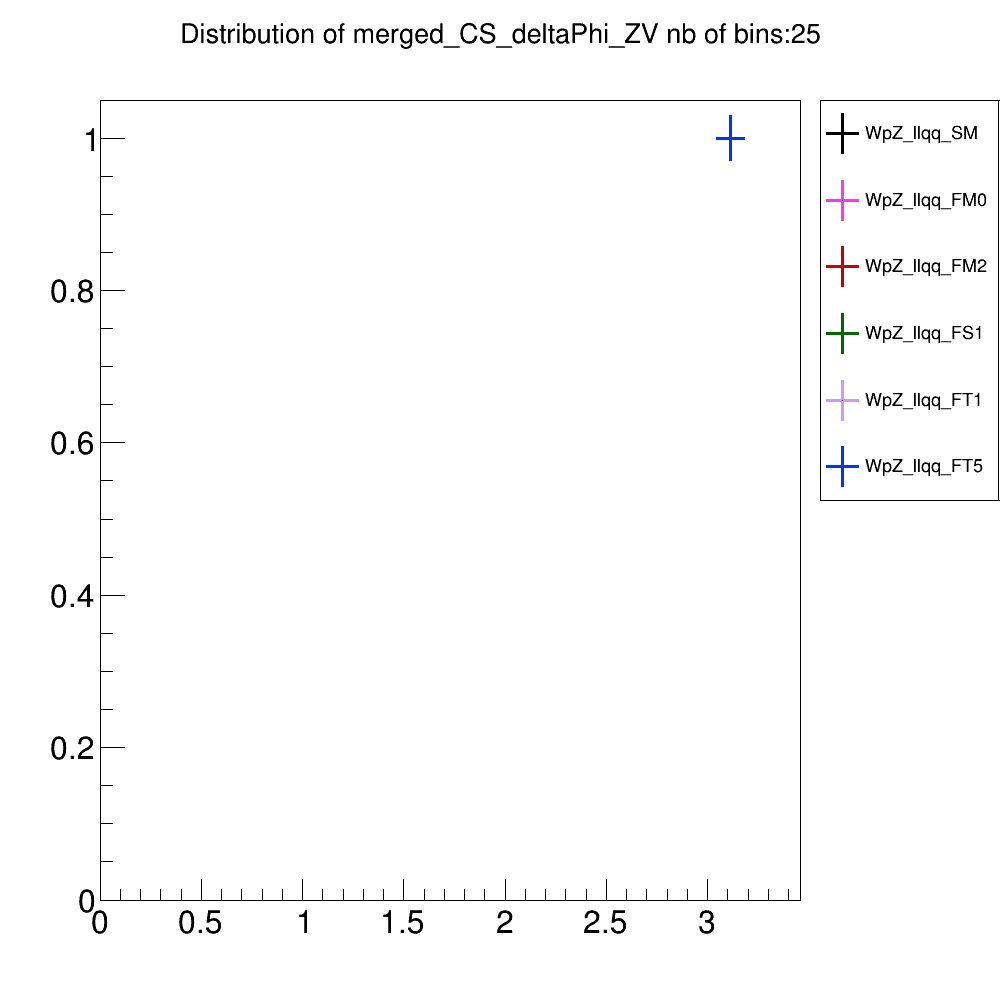 Distribution of merged_CS_deltaPhi_ZV nb of bins:25
1
0.8
0.6
0.4
0.2
0
0 0.5 1 1.5 2 2.5 3
WpZ_llqq_SM
WpZ_llqq_FM0
WpZ_llqq_FM2
WpZ_llqq_FS1
WpZ_llqq_FT1
WpZ_llqq_FT5